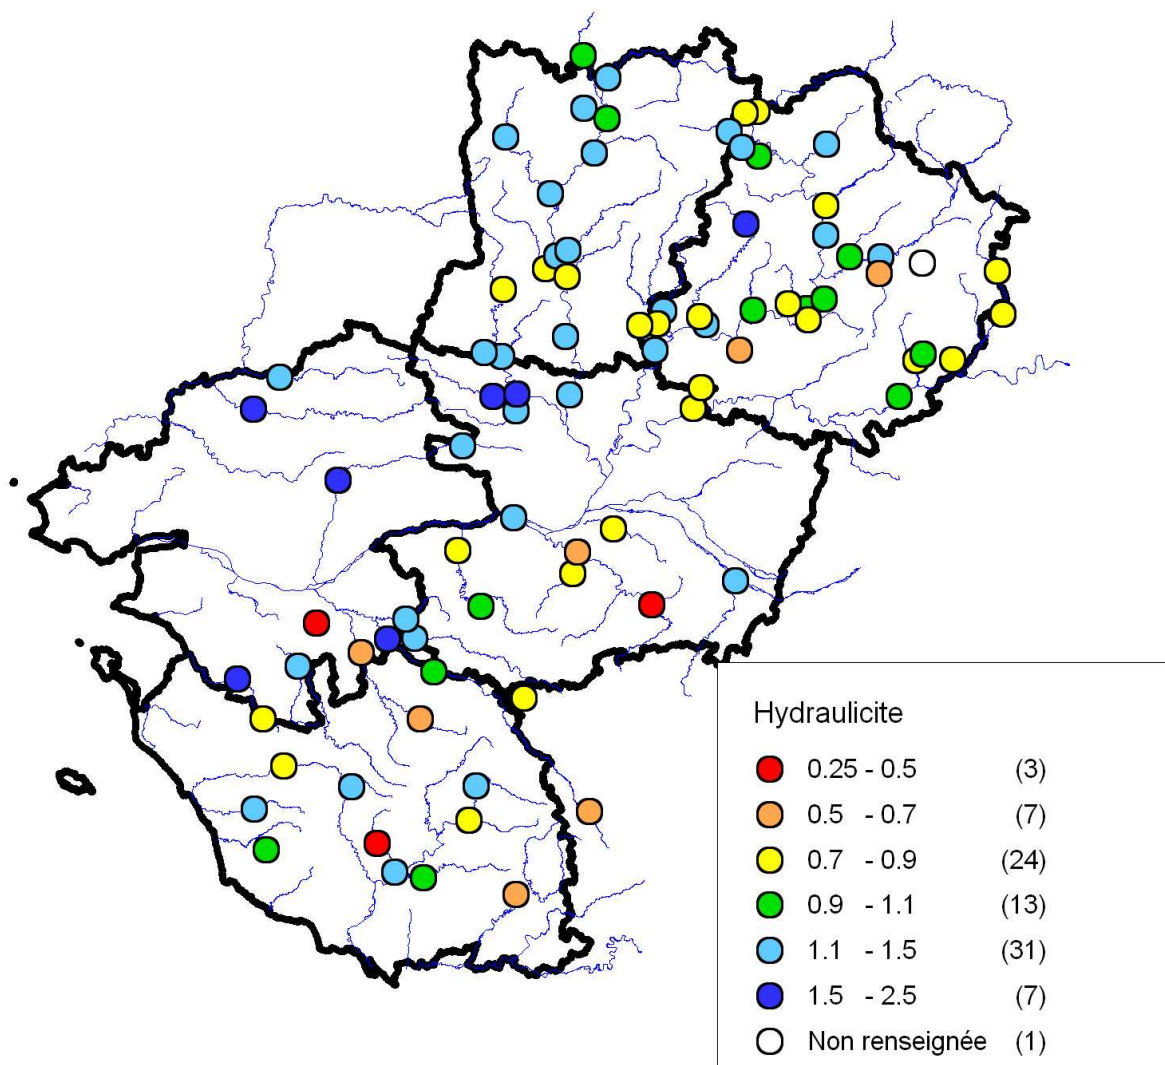 Hydraulicite
0.25 - 0.5 (3)
0.5 - 0.7 (7)
0.7 - 0.9 (24)
0.9 - 1.1 (13)
1.1 - 1.5 (31)
1.5 - 2.5 (7)
Non renseignée (1)